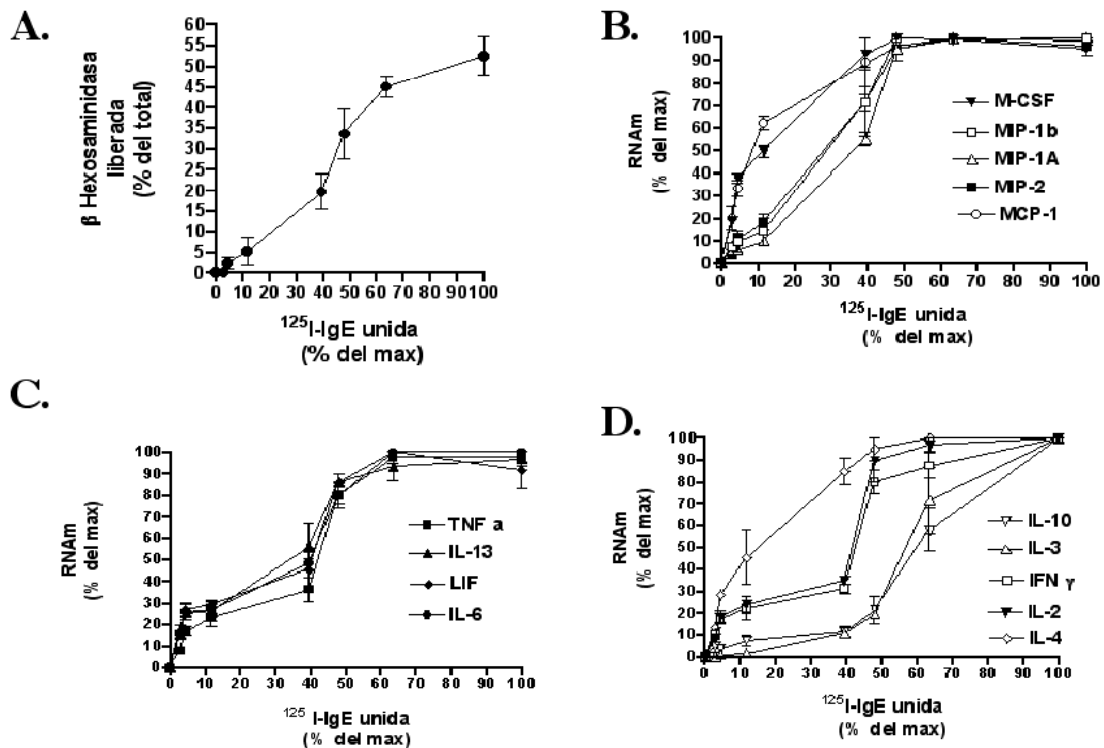 A.
60
55
50
45
40
35
30
25
20
15
10
5
0
β Hexosaminidasa
liberada
(% del total)
0 10 20 30 40 50 60 70 80 90 100
¹²⁵I-IgE unida
(% del max)
B.
100
90
80
70
60
50
40
30
20
10
0
RNAm
(% del max)
M-CSF
MIP-1b
MIP-1A
MIP-2
MCP-1
0 10 20 30 40 50 60 70 80 90 100
¹²⁵I-IgE unida
(% del max)
C.
100
90
80
70
60
50
40
30
20
10
0
RNAm
(% del max)
TNF a
IL-13
LIF
IL-6
0 10 20 30 40 50 60 70 80 90 100
¹²⁵ I-IgE unida
(% del max)
D.
100
90
80
70
60
50
40
30
20
10
0
RNAm
(% del max)
IL-10
IL-3
IFN γ
IL-2
IL-4
0 10 20 30 40 50 60 70 80 90 100
¹²⁵I-IgE unida
(% del max)